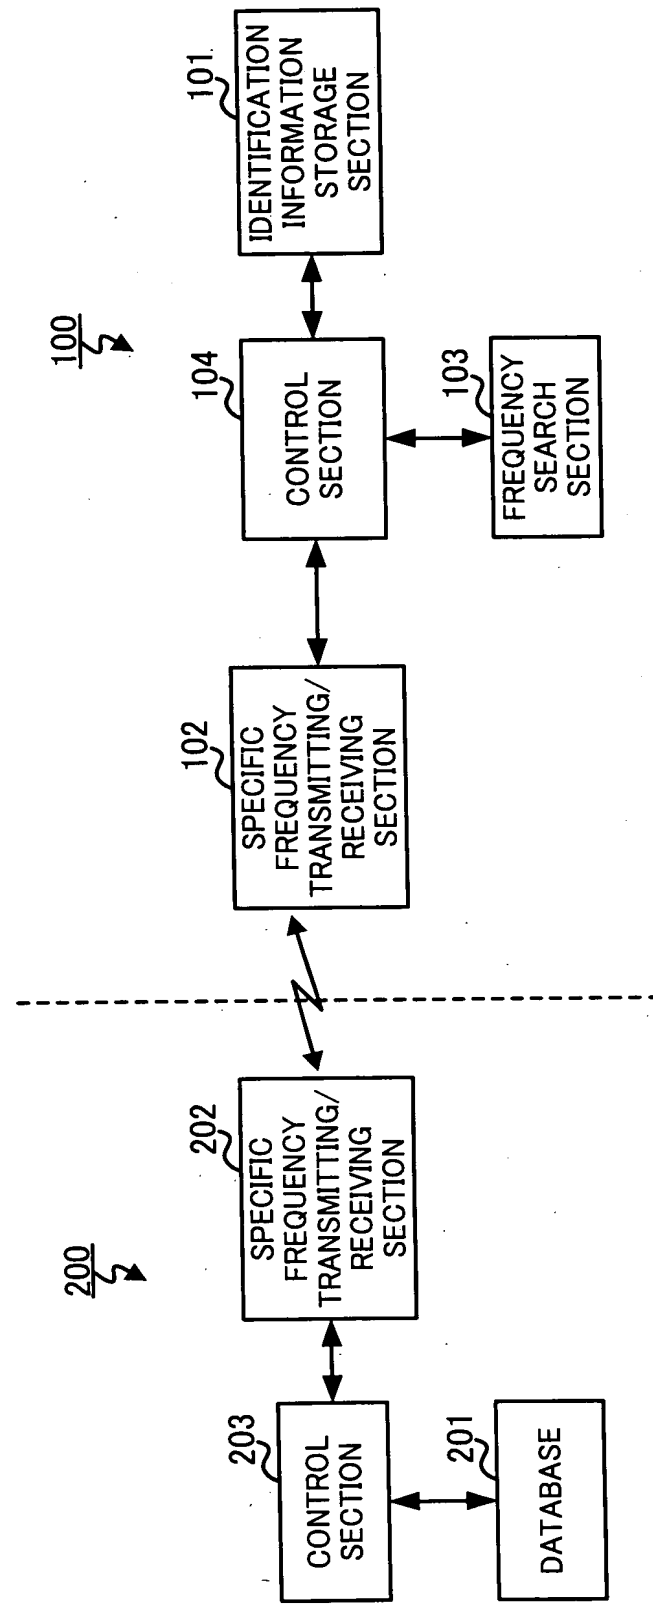 200
203
CONTROL
SECTION
201
DATABASE
202
SPECIFIC
FREQUENCY
TRANSMITTING/
RECEIVING
SECTION
100
102
SPECIFIC
FREQUENCY
TRANSMITTING/
RECEIVING
SECTION
104
CONTROL
SECTION
103
FREQUENCY
SEARCH
SECTION
101
IDENTIFICATION
INFORMATION
STORAGE
SECTION